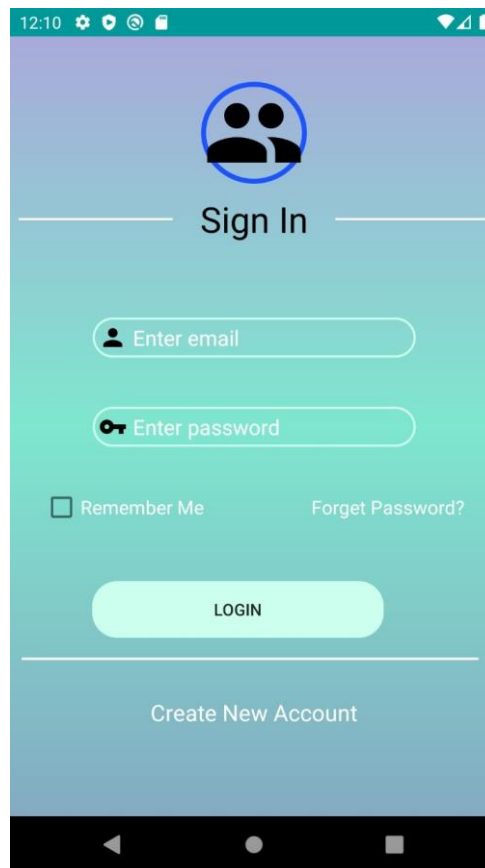 12:10
Sign In
Enter email
Enter password
Remember Me Forget Password?
LOGIN
Create New Account